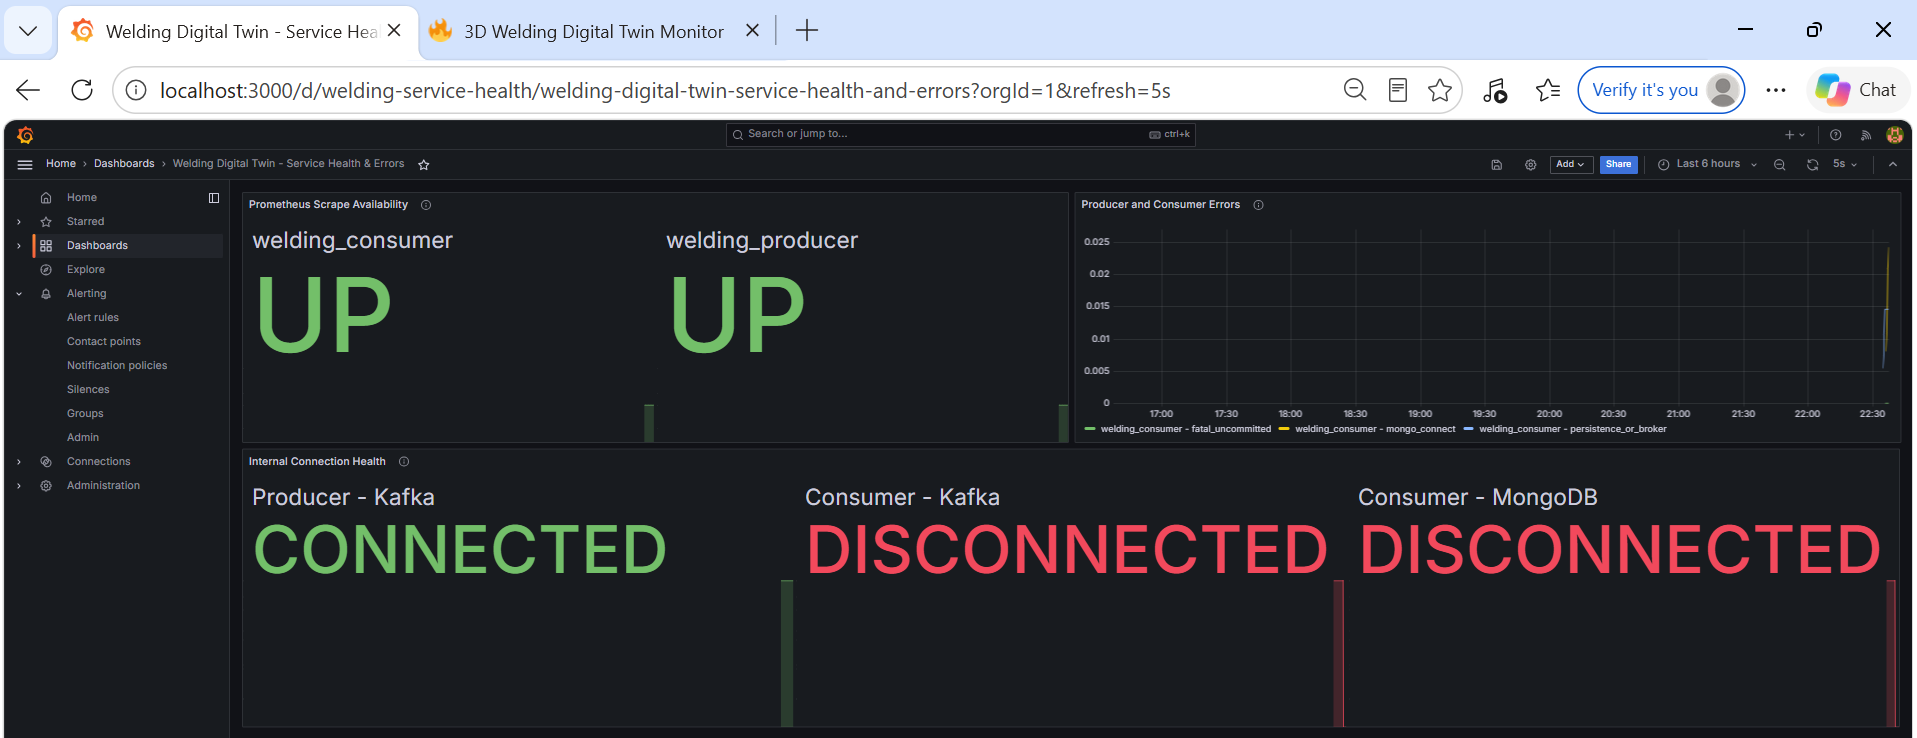 Welding Digital Twin - Service Hea
3D Welding Digital Twin Monitor
localhost:3000/d/welding-service-health/welding-digital-twin-service-health-and-errors?orgId=1&refresh=5s
Verify it's you
Chat
Search or jump to...
ctrl+k
Home › Dashboards › Welding Digital Twin - Service Health & Errors
Add
Share
Last 6 hours
5s
Home
Starred
Dashboards
Explore
Alerting
Alert rules
Contact points
Notification policies
Silences
Groups
Admin
Connections
Administration
Prometheus Scrape Availability
welding_consumer
UP
welding_producer
UP
Producer and Consumer Errors
0.025
0.02
0.015
0.01
0.005
0
17:00 17:30 18:00 18:30 19:00 19:30 20:00 20:30 21:00 21:30 22:00 22:30
welding_consumer - fatal_uncommitted welding_consumer - mongo_connect welding_consumer - persistence_or_broker
Internal Connection Health
Producer - Kafka
CONNECTED
Consumer - Kafka
DISCONNECTED
Consumer - MongoDB
DISCONNECTED